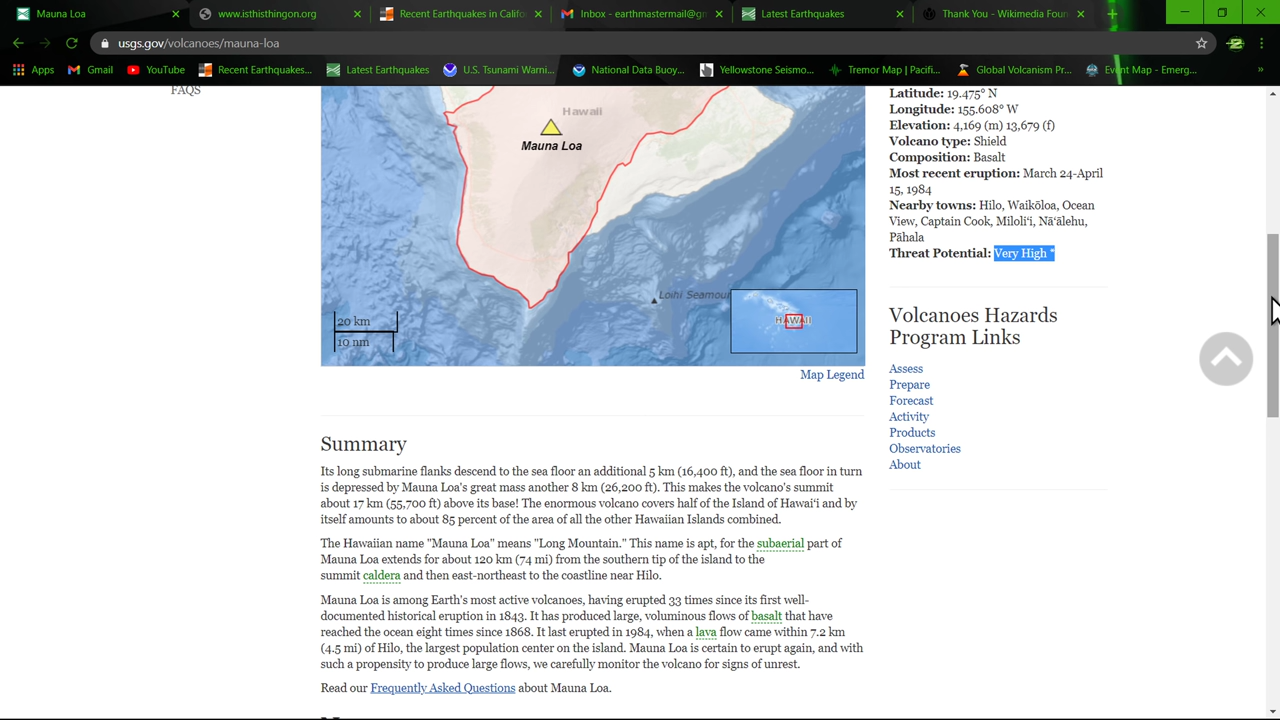 Mauna Loa
www.isthisthingon.org
Recent Earthquakes in Califo
Inbox - earthmastermail@gm
Latest Earthquakes
Thank You - Wikimedia Foun
usgs.gov/volcanoes/mauna-loa
Apps
Gmail
YouTube
Recent Earthquakes...
Latest Earthquakes
U.S. Tsunami Warni...
National Data Buoy...
Yellowstone Seismo...
Tremor Map | Pacifi...
Global Volcanism Pr...
Event Map - Emerg...
»
FAQS
Hawaii
Mauna Loa
Loihi Seamour
HAWAII
20 km
10 nm
Map Legend
Summary
Its long submarine flanks descend to the sea floor an additional 5 km (16,400 ft), and the sea floor in turn
is depressed by Mauna Loa's great mass another 8 km (26,200 ft). This makes the volcano's summit
about 17 km (55,700 ft) above its base! The enormous volcano covers half of the Island of Hawaiʻi and by
itself amounts to about 85 percent of the area of all the other Hawaiian Islands combined.
The Hawaiian name "Mauna Loa" means "Long Mountain." This name is apt, for the subaerial part of
Mauna Loa extends for about 120 km (74 mi) from the southern tip of the island to the
summit caldera and then east-northeast to the coastline near Hilo.
Mauna Loa is among Earth's most active volcanoes, having erupted 33 times since its first well-
documented historical eruption in 1843. It has produced large, voluminous flows of basalt that have
reached the ocean eight times since 1868. It last erupted in 1984, when a lava flow came within 7.2 km
(4.5 mi) of Hilo, the largest population center on the island. Mauna Loa is certain to erupt again, and with
such a propensity to produce large flows, we carefully monitor the volcano for signs of unrest.
Read our Frequently Asked Questions about Mauna Loa.
Latitude: 19.475° N
Longitude: 155.608° W
Elevation: 4,169 (m) 13,679 (f)
Volcano type: Shield
Composition: Basalt
Most recent eruption: March 24-April
15, 1984
Nearby towns: Hilo, Waikōloa, Ocean
View, Captain Cook, Miloliʻi, Nāʻālehu,
Pāhala
Threat Potential: Very High *
Volcanoes Hazards
Program Links
Assess
Prepare
Forecast
Activity
Products
Observatories
About